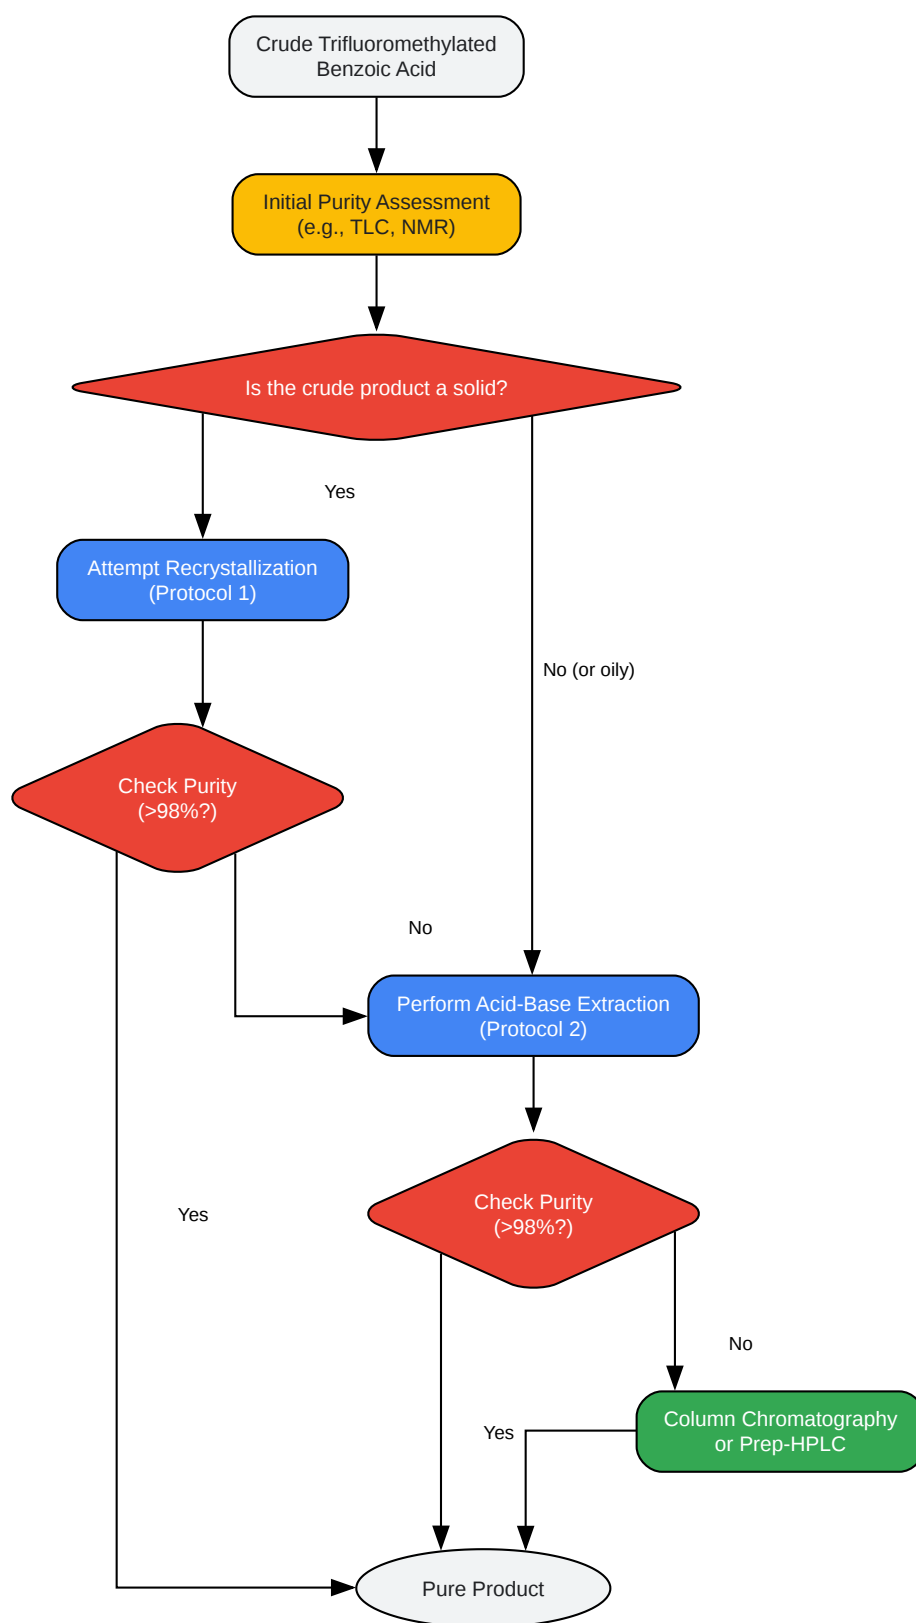 Crude Trifluoromethylated
Benzoic Acid
Initial Purity Assessment
(e.g., TLC, NMR)
Is the crude product a solid?
Yes
Attempt Recrystallization
(Protocol 1)
No (or oily)
Check Purity
(>98%?)
No
Perform Acid-Base Extraction
(Protocol 2)
Check Purity
(>98%?)
Yes
No
Column Chromatography
or Prep-HPLC
Yes
Pure Product